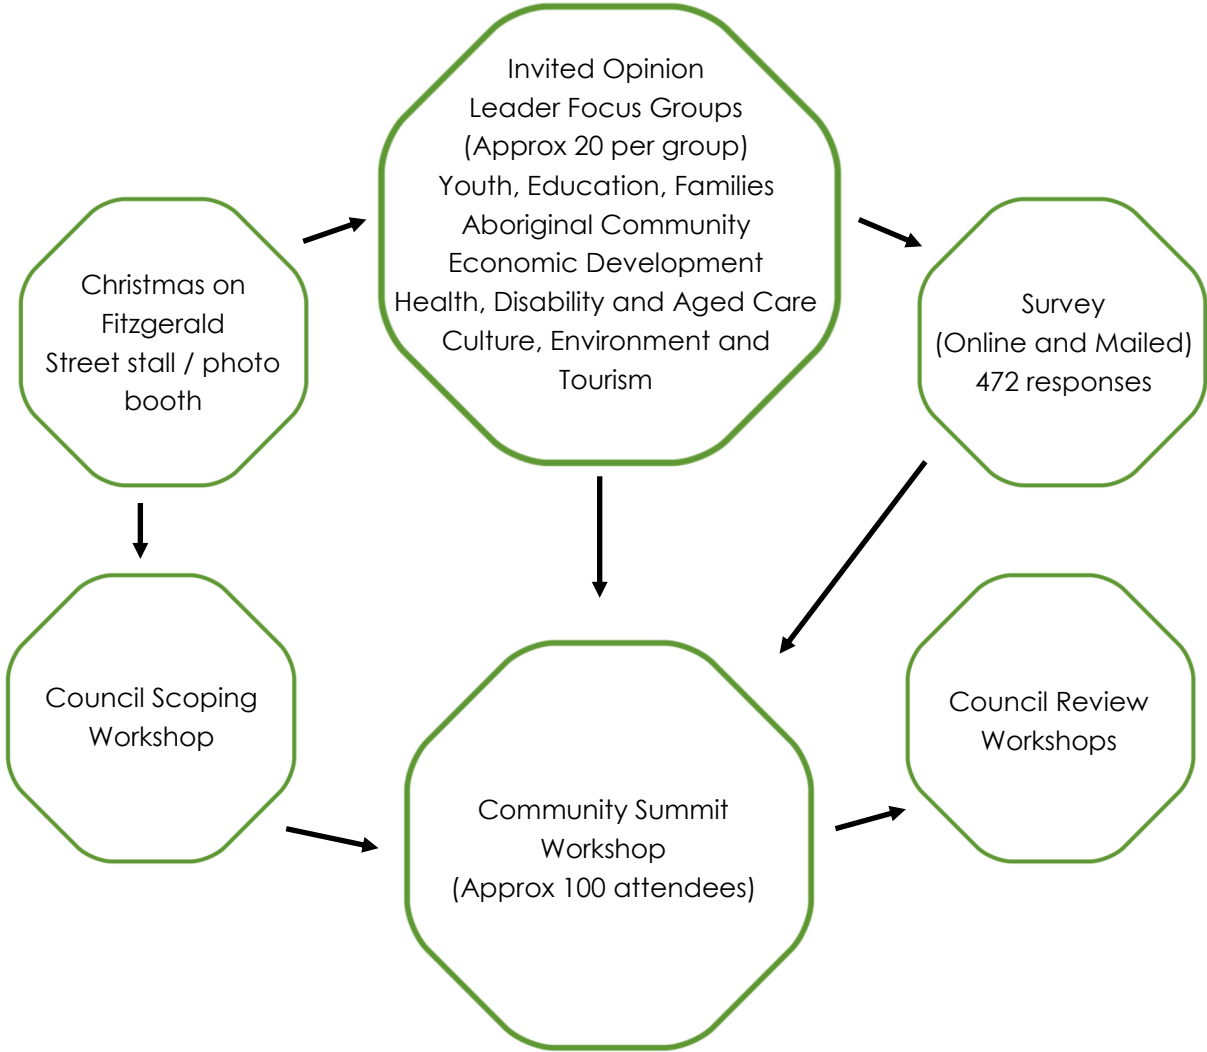 Invited Opinion
Leader Focus Groups
(Approx 20 per group)
Youth, Education, Families
Aboriginal Community
Economic Development
Health, Disability and Aged Care
Culture, Environment and
Tourism
Christmas on
Fitzgerald
Street stall / photo
booth
Survey
(Online and Mailed)
472 responses
Council Scoping
Workshop
Community Summit
Workshop
(Approx 100 attendees)
Council Review
Workshops